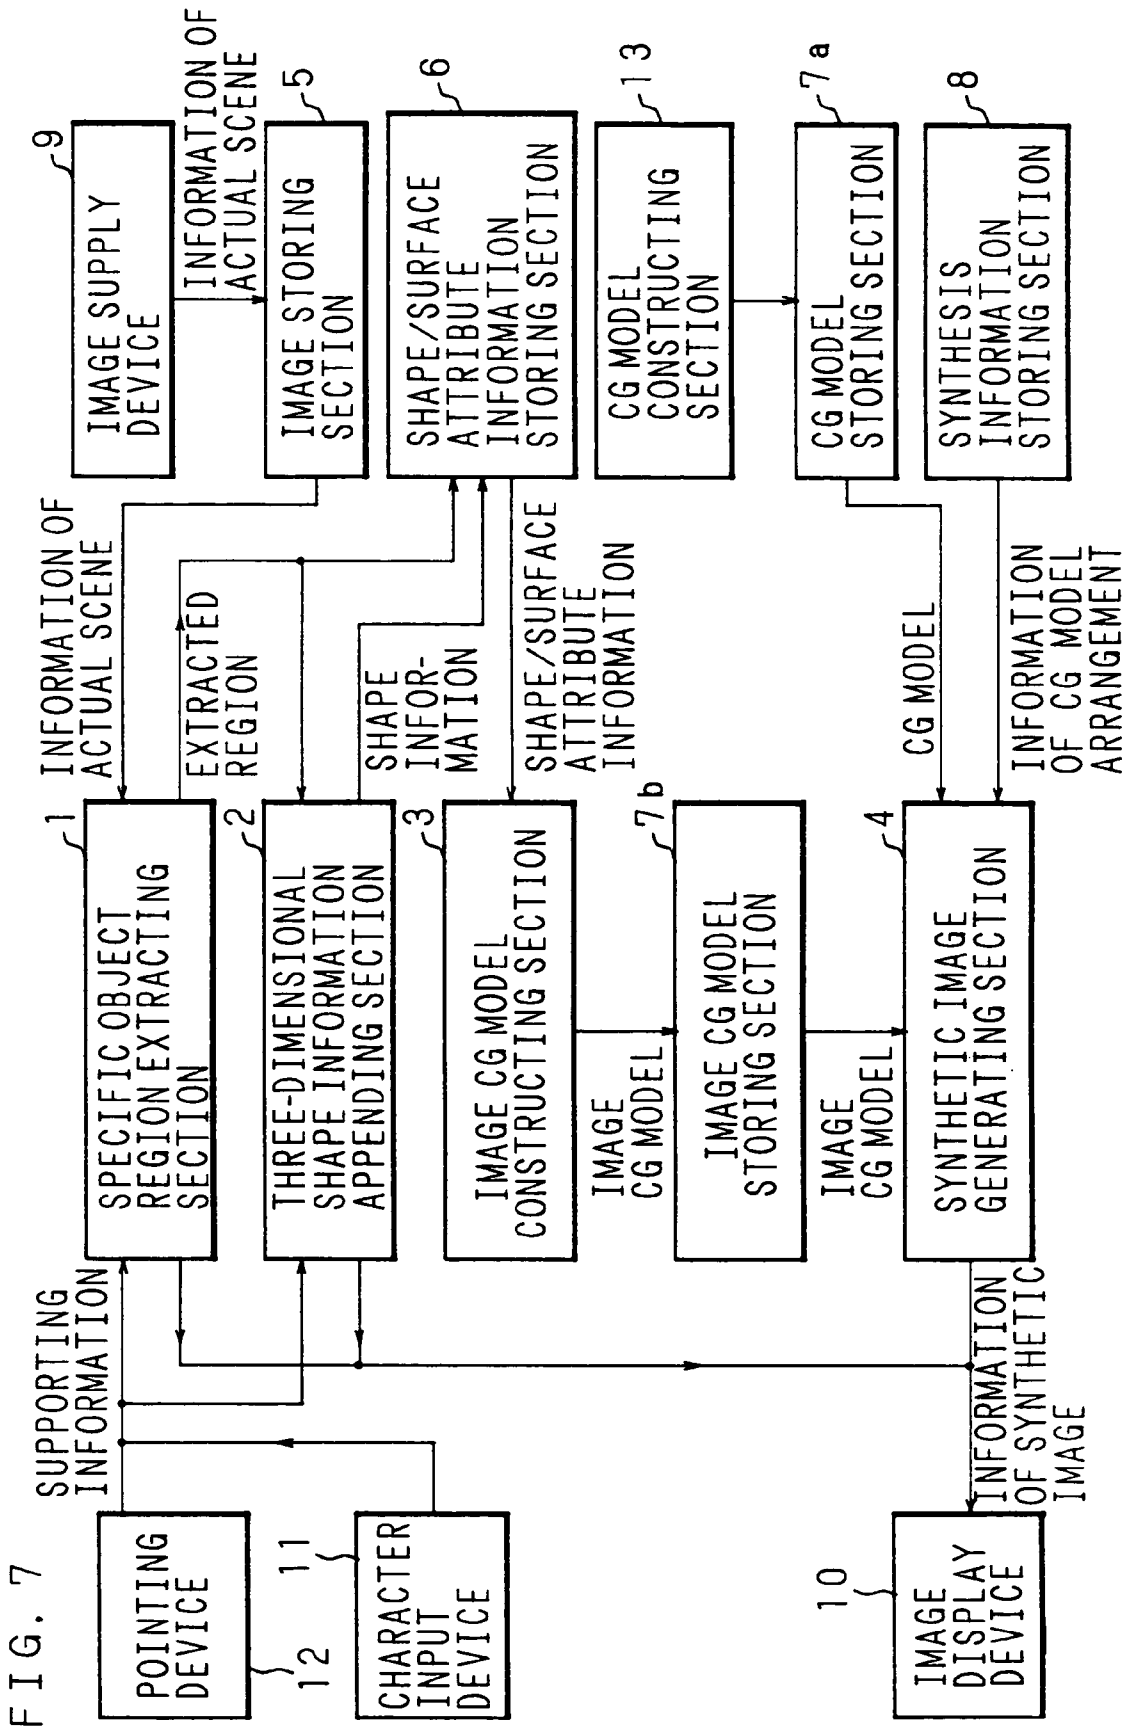 FIG. 7
POINTING
DEVICE
12
11
CHARACTER
INPUT
DEVICE
10
IMAGE
DISPLAY
DEVICE
SUPPORTING
INFORMATION
INFORMATION
OF SYNTHETIC
IMAGE
1
SPECIFIC OBJECT
REGION EXTRACTING
SECTION
2
THREE-DIMENSIONAL
SHAPE INFORMATION
APPENDING SECTION
3
IMAGE CG MODEL
CONSTRUCTING SECTION
IMAGE
CG MODEL
7b
IMAGE CG MODEL
STORING SECTION
IMAGE
CG MODEL
4
SYNTHETIC IMAGE
GENERATING SECTION
INFORMATION OF
ACTUAL SCENE
EXTRACTED
REGION
SHAPE
INFOR-
MATION
SHAPE/SURFACE
ATTRIBUTE
INFORMATION
CG MODEL
INFORMATION
OF CG MODEL
ARRANGEMENT
9
IMAGE SUPPLY
DEVICE
INFORMATION OF
ACTUAL SCENE
5
IMAGE STORING
SECTION
6
SHAPE/SURFACE
ATTRIBUTE
INFORMATION
STORING SECTION
13
CG MODEL
CONSTRUCTING
SECTION
7a
CG MODEL
STORING SECTION
8
SYNTHESIS
INFORMATION
STORING SECTION